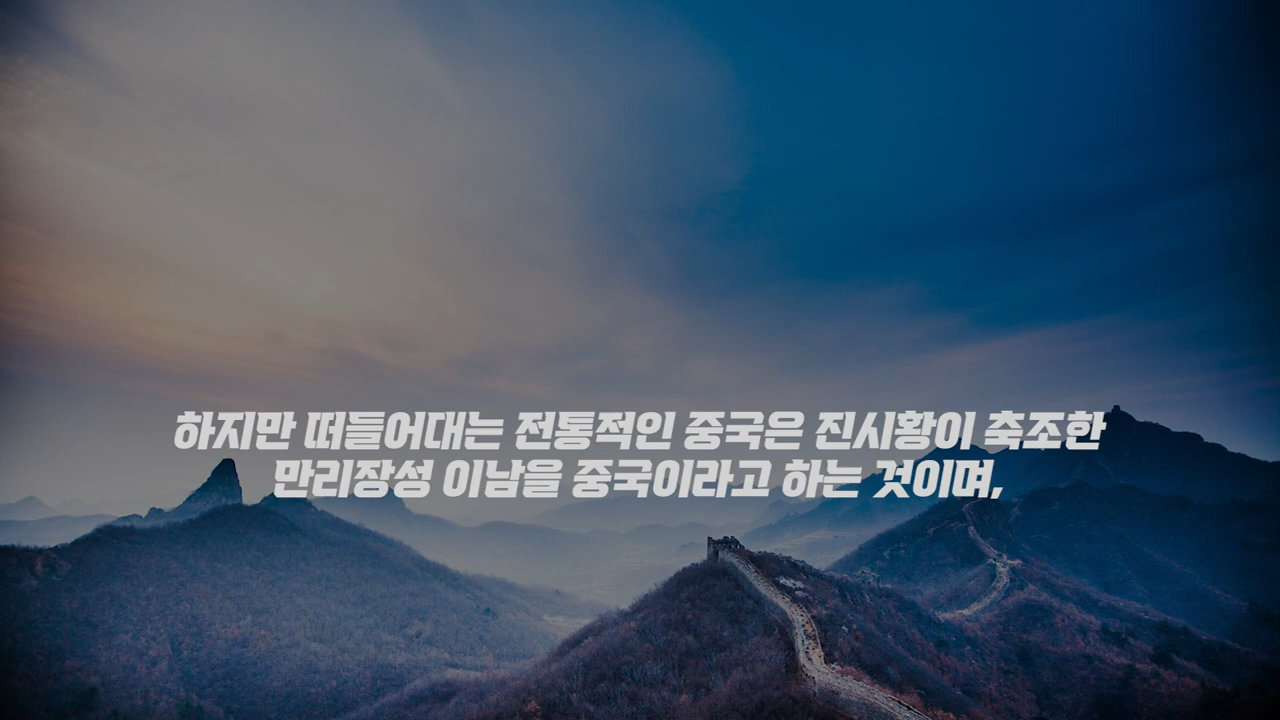 하지만 떠들어대는 전통적인 중국은 진시황이 축조한
만리장성 이남을 중국이라고 하는 것이며,